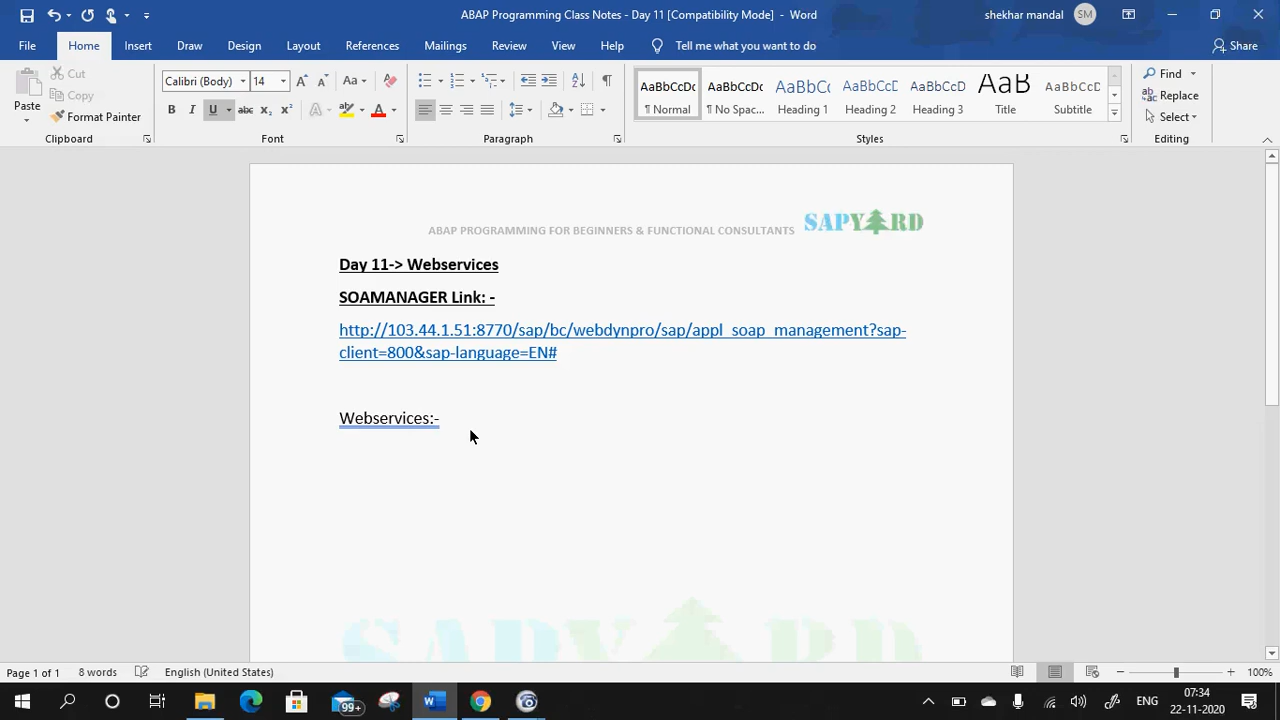 ABAP Programming Class Notes - Day 11 [Compatibility Mode] - Word
shekhar mandal
SM
File
Home
Insert
Draw
Design
Layout
References
Mailings
Review
View
Help
Tell me what you want to do
Share
Paste
Cut
Copy
Format Painter
Clipboard
Calibri (Body)
14
Font
Paragraph
AaBbCcDc
¶ Normal
AaBbCcDc
¶ No Spac...
AaBbC(
Heading 1
AaBbCcD
Heading 2
AaBbCcD
Heading 3
AaB
Title
AaBbCcD
Subtitle
Styles
Find
Replace
Select
Editing
ABAP PROGRAMMING FOR BEGINNERS & FUNCTIONAL CONSULTANTS
SAPYARD
Day 11-> Webservices
SOAMANAGER Link: -
http://103.44.1.51:8770/sap/bc/webdynpro/sap/appl_soap_management?sap-
client=800&sap-language=EN#
Webservices:-
SAPYARD
Page 1 of 1
8 words
English (United States)
100%
99+
ENG
07:34
22-11-2020